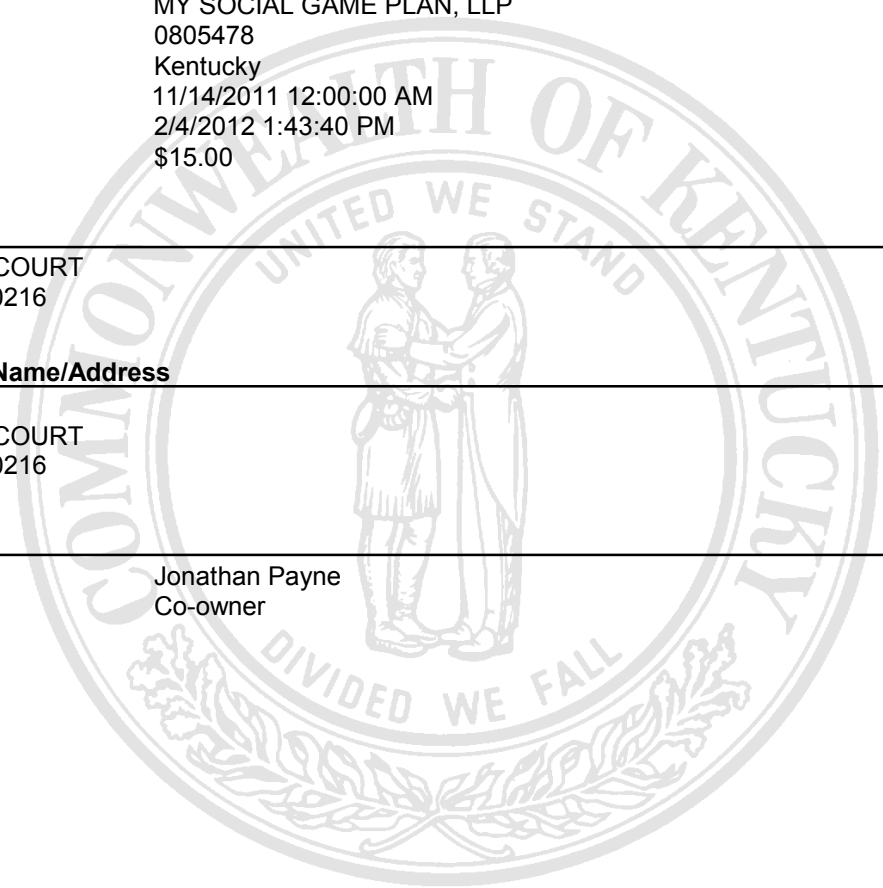 MY SOCIAL GAME PLAN, LLP
0805478
Kentucky
11/14/2011 12:00:00 AM
2/4/2012 1:43:40 PM
$15.00
COURT
0216
Name/Address
COURT
0216
Jonathan Payne
Co-owner
COMMONWEALTH OF KENTUCKY
UNITED WE STAND
DIVIDED WE FALL